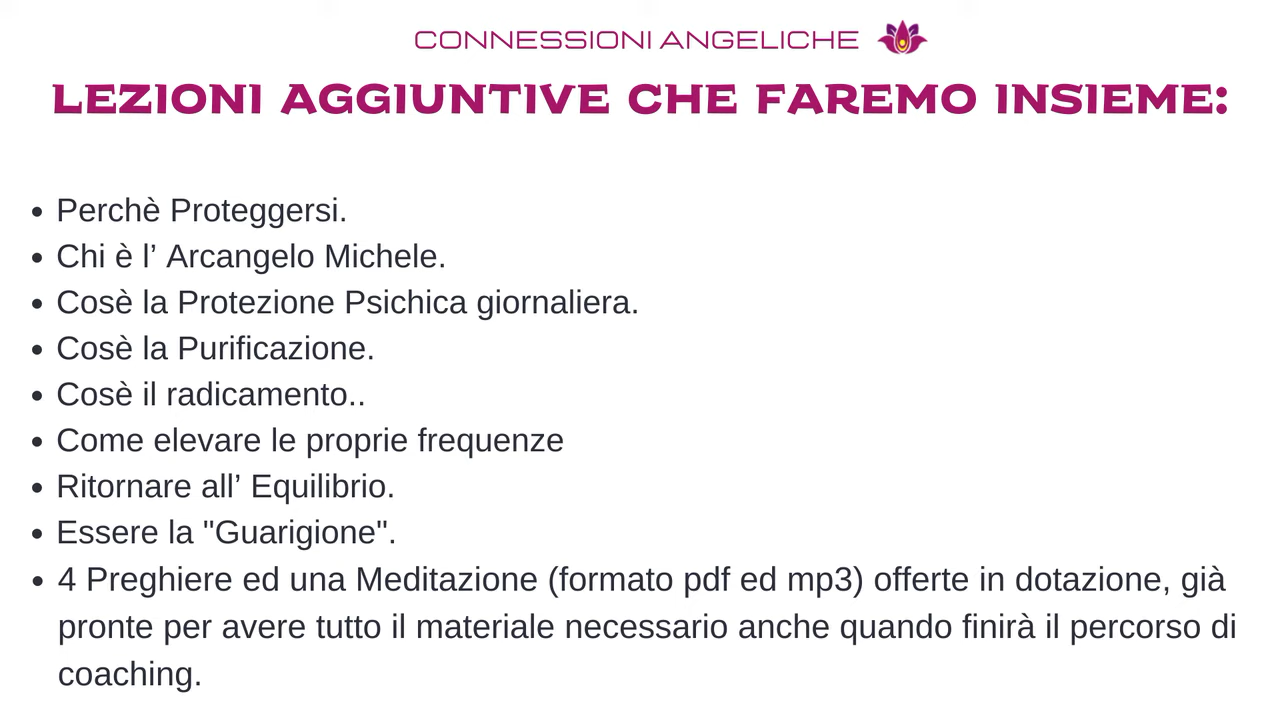 CONNESSIONI ANGELICHE
LEZIONI AGGIUNTIVE CHE FAREMO INSIEME:
• Perchè Proteggersi.
• Chi è l’ Arcangelo Michele.
• Cosè la Protezione Psichica giornaliera.
• Cosè la Purificazione.
• Cosè il radicamento..
• Come elevare le proprie frequenze
• Ritornare all’ Equilibrio.
• Essere la "Guarigione".
• 4 Preghiere ed una Meditazione (formato pdf ed mp3) offerte in dotazione, già
pronte per avere tutto il materiale necessario anche quando finirà il percorso di
coaching.